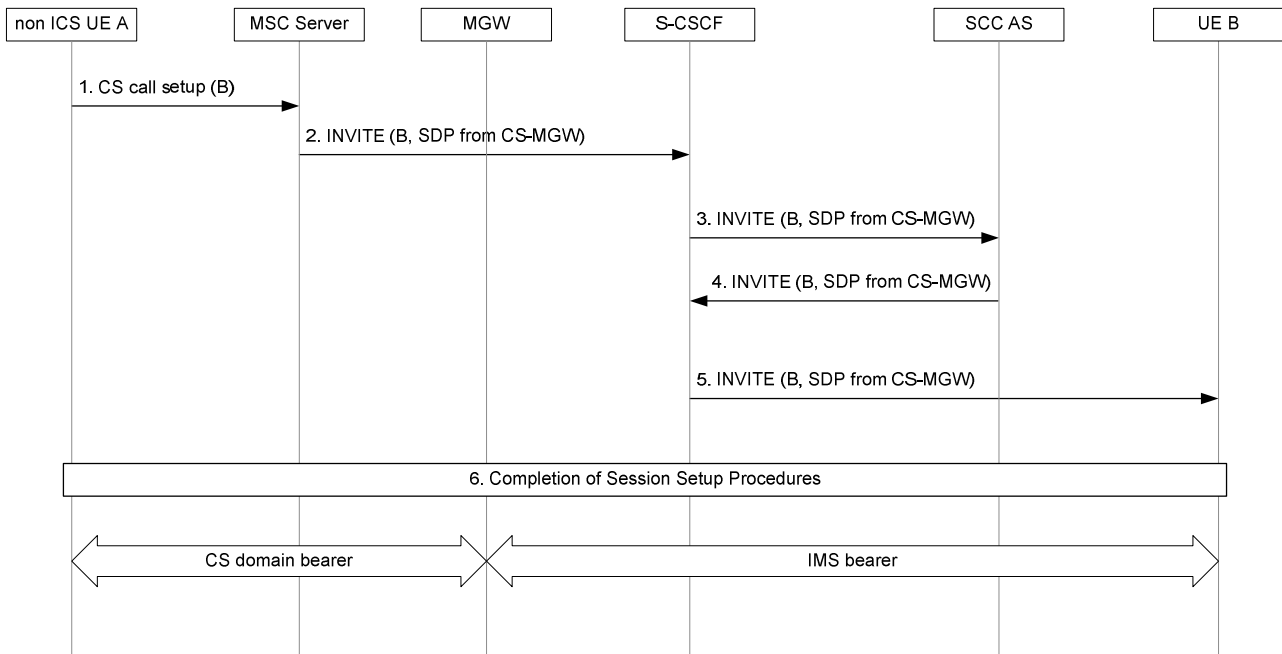 non ICS UE A
MSC Server
MGW
S-CSCF
SCC AS
UE B
1. CS call setup (B)
2. INVITE (B, SDP from CS-MGW)
3. INVITE (B, SDP from CS-MGW)
4. INVITE (B, SDP from CS-MGW)
5. INVITE (B, SDP from CS-MGW)
6. Completion of Session Setup Procedures
CS domain bearer
IMS bearer